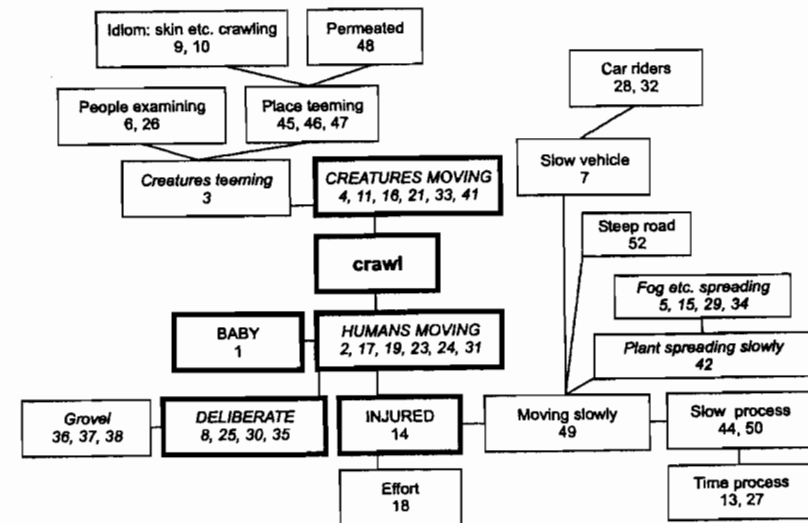 Idiom: skin etc. crawling
9, 10
Permeated
48
Car riders
28, 32
People examining
6, 26
Place teeming
45, 46, 47
Slow vehicle
7
Creatures teeming
3
CREATURES MOVING
4, 11, 16, 21, 33, 41
Steep road
52
crawl
Fog etc. spreading
5, 15, 29, 34
BABY
1
HUMANS MOVING
2, 17, 19, 23, 24, 31
Plant spreading slowly
42
Grovel
36, 37, 38
DELIBERATE
8, 25, 30, 35
INJURED
14
Moving slowly
49
Slow process
44, 50
Effort
18
Time process
13, 27